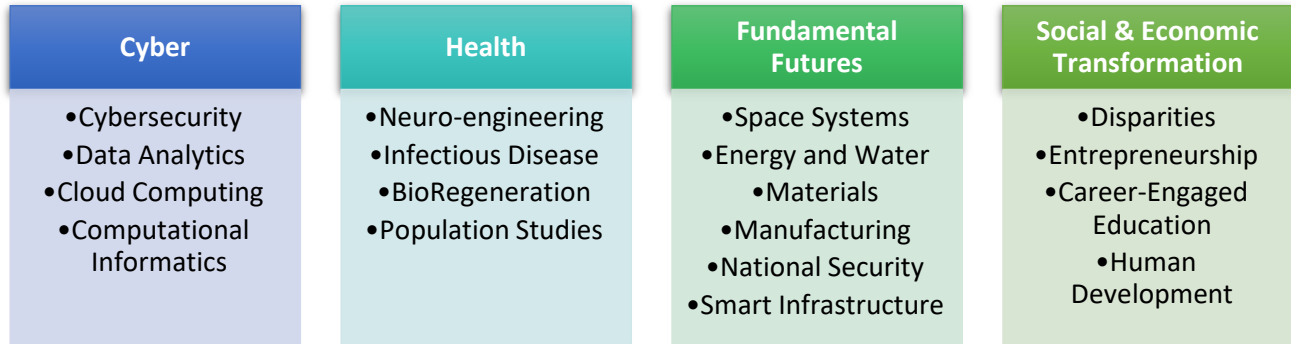 Cyber
•Cybersecurity
•Data Analytics
•Cloud Computing
•Computational
Informatics
Health
•Neuro-engineering
•Infectious Disease
•BioRegeneration
•Population Studies
Fundamental
Futures
•Space Systems
•Energy and Water
•Materials
•Manufacturing
•National Security
•Smart Infrastructure
Social & Economic
Transformation
•Disparities
•Entrepreneurship
•Career-Engaged
Education
•Human
Development